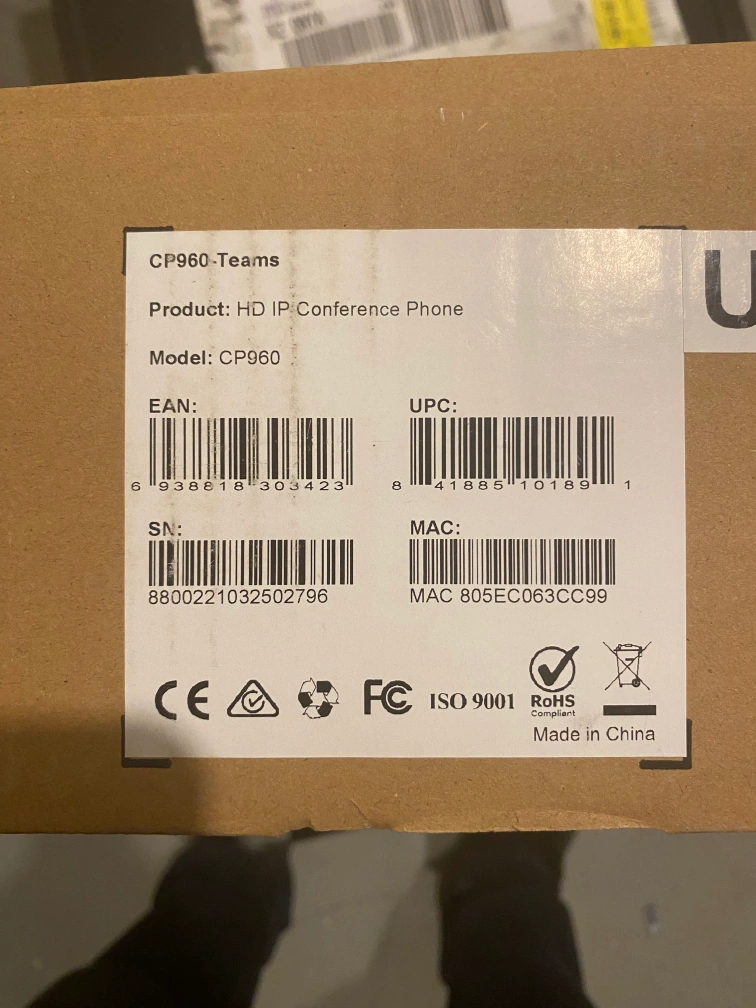 CP960-Teams
U
Product: HD IP Conference Phone
Model: CP960
EAN:
6 938818 303423
UPC:
8 41885 10189 1
SN:
8800221032502796
MAC:
MAC 805EC063CC99
CE
FC
ISO 9001
RoHS
Compliant
Made in China